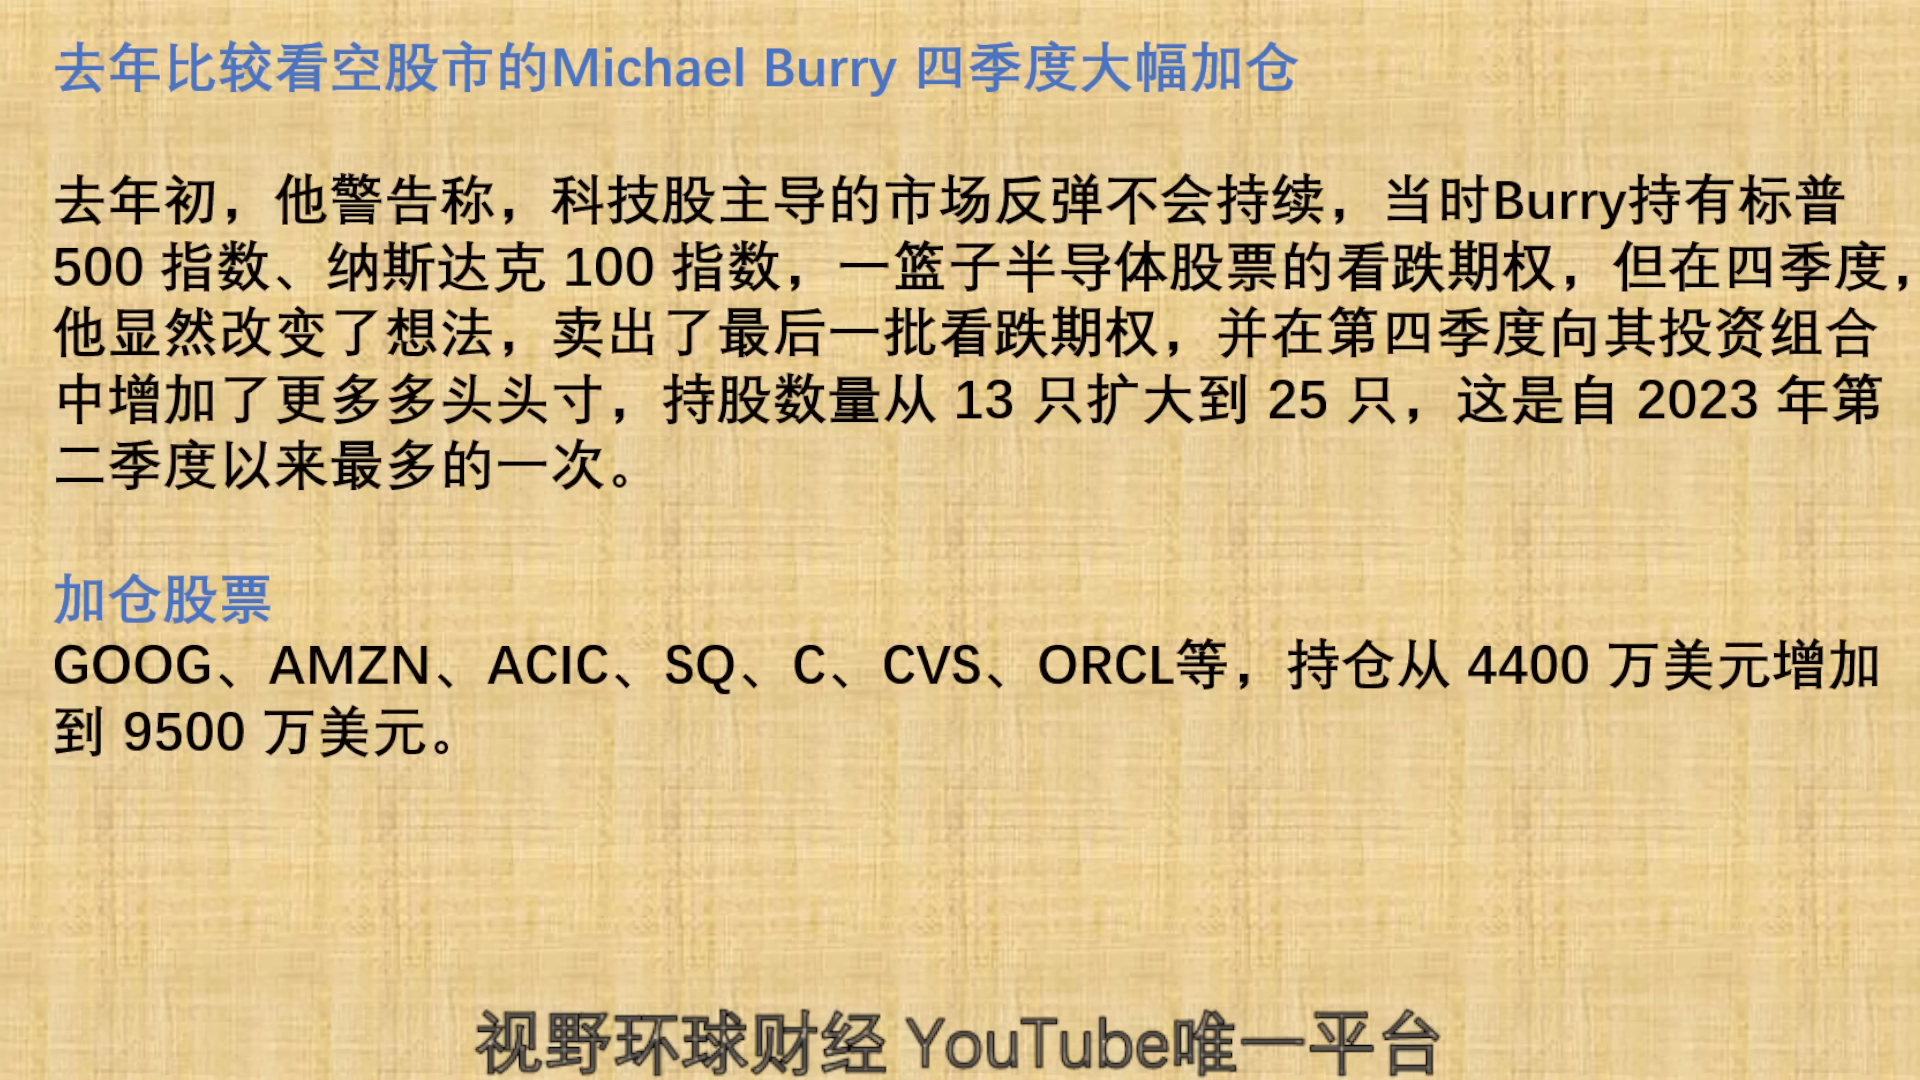 去年比较看空股市的Michael Burry 四季度大幅加仓
去年初，他警告称，科技股主导的市场反弹不会持续，当时Burry持有标普
500 指数、纳斯达克 100 指数，一篮子半导体股票的看跌期权，但在四季度，
他显然改变了想法，卖出了最后一批看跌期权，并在第四季度向其投资组合
中增加了更多多头头寸，持股数量从 13 只扩大到 25 只，这是自 2023 年第
二季度以来最多的一次。
加仓股票
GOOG、AMZN、ACIC、SQ、C、CVS、ORCL等，持仓从 4400 万美元增加
到 9500 万美元。
视野环球财经 YouTube唯一平台